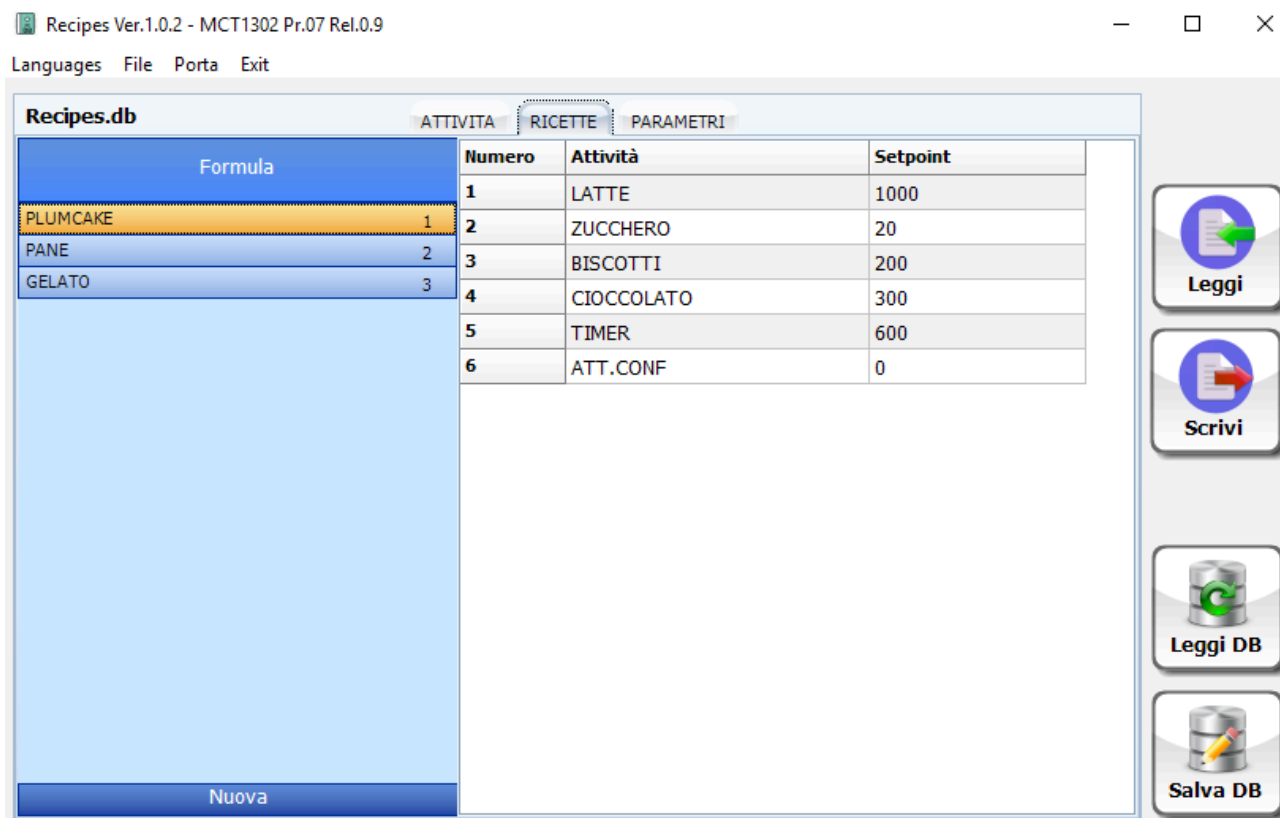 Recipes Ver.1.0.2 - MCT1302 Pr.07 Rel.0.9
Languages File Porta Exit
Recipes.db
ATTIVITA RICETTE PARAMETRI
Formula
PLUMCAKE 1
PANE 2
GELATO 3
Nuova
Numero Attività Setpoint
1 LATTE 1000
2 ZUCCHERO 20
3 BISCOTTI 200
4 CIOCCOLATO 300
5 TIMER 600
6 ATT.CONF 0
Leggi
Scrivi
Leggi DB
Salva DB